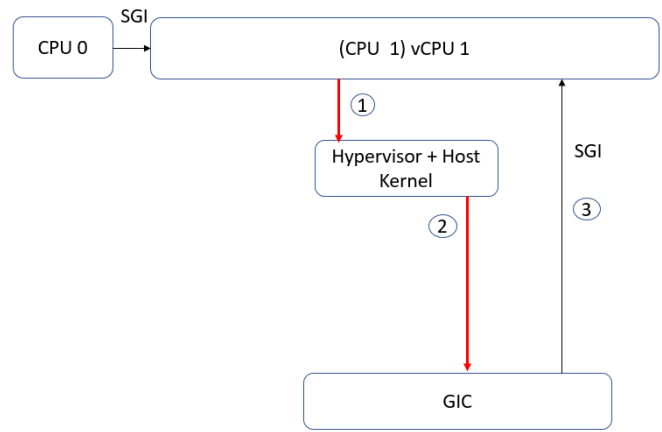 SGI
CPU 0
(CPU  1) vCPU 1
1
Hypervisor + Host
Kernel
SGI
2
3
GIC